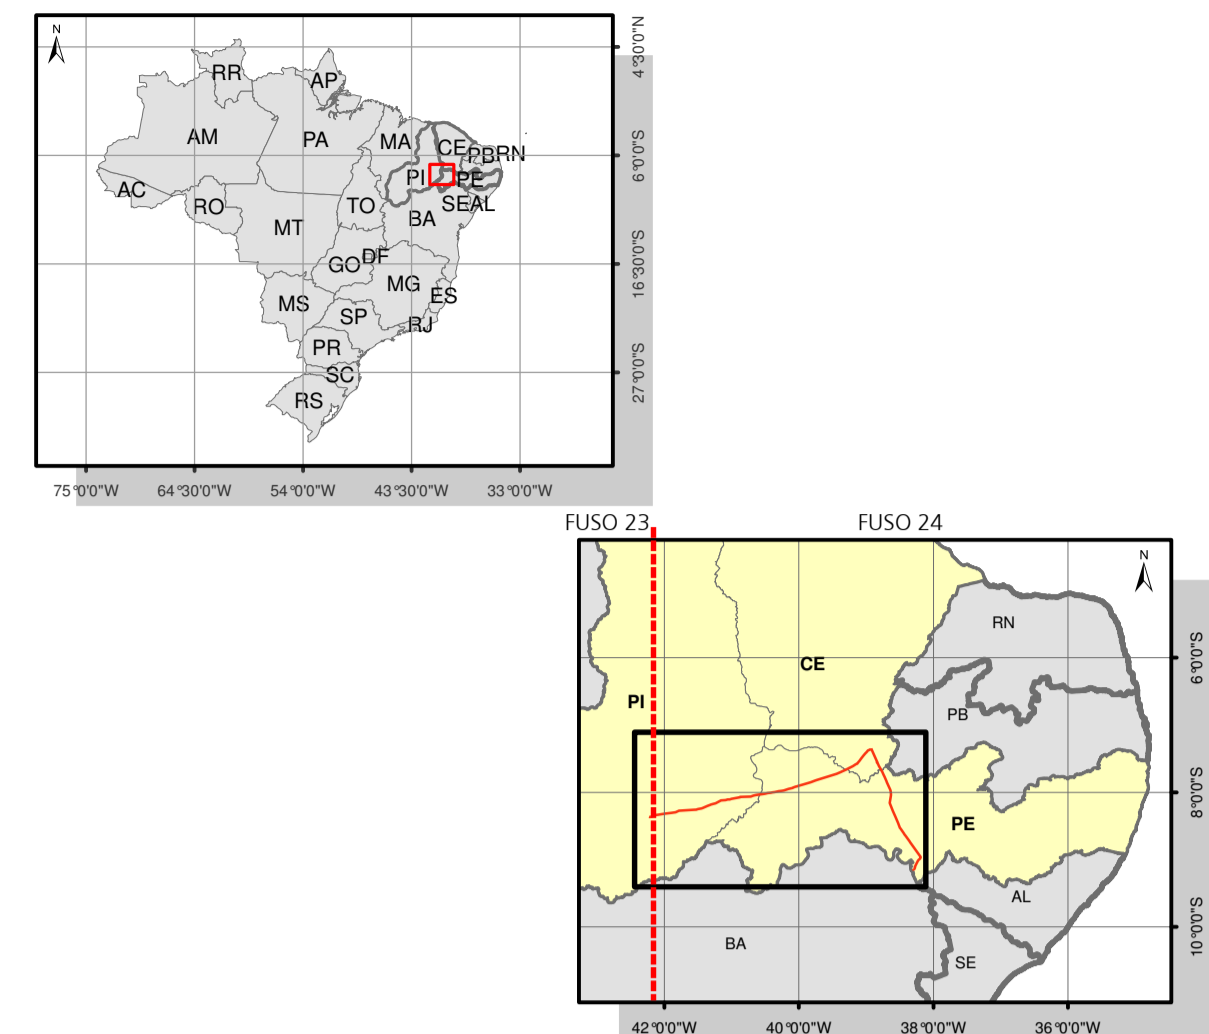 N
4°30'0"N
RR
AP
AM
PA
MA
CE
PB
RN
6°0'0"S
PI
PE
AC
RO
TO
SE
AL
BA
MT
16°30'0"S
GO
DF
MG
ES
MS
SP
RJ
PR
SC
27°0'0"S
RS
75°0'0"W 64°30'0"W 54°0'0"W 43°30'0"W 33°0'0"W
FUSO 23 FUSO 24
N
RN
6°0'0"S
CE
PI
PB
8°0'0"S
PE
AL
10°0'0"S
BA
SE
42°0'0"W 40°0'0"W 38°0'0"W 36°0'0"W